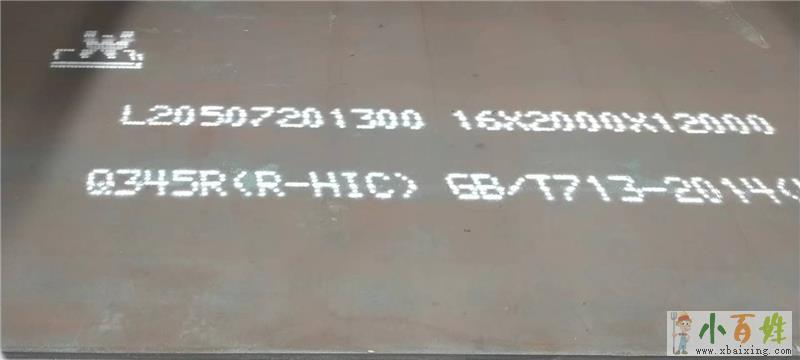 L20507201300 16X2000X12000
Q345R(R-HIC) GB/T713-2014(
小百姓
www.xbaixing.com